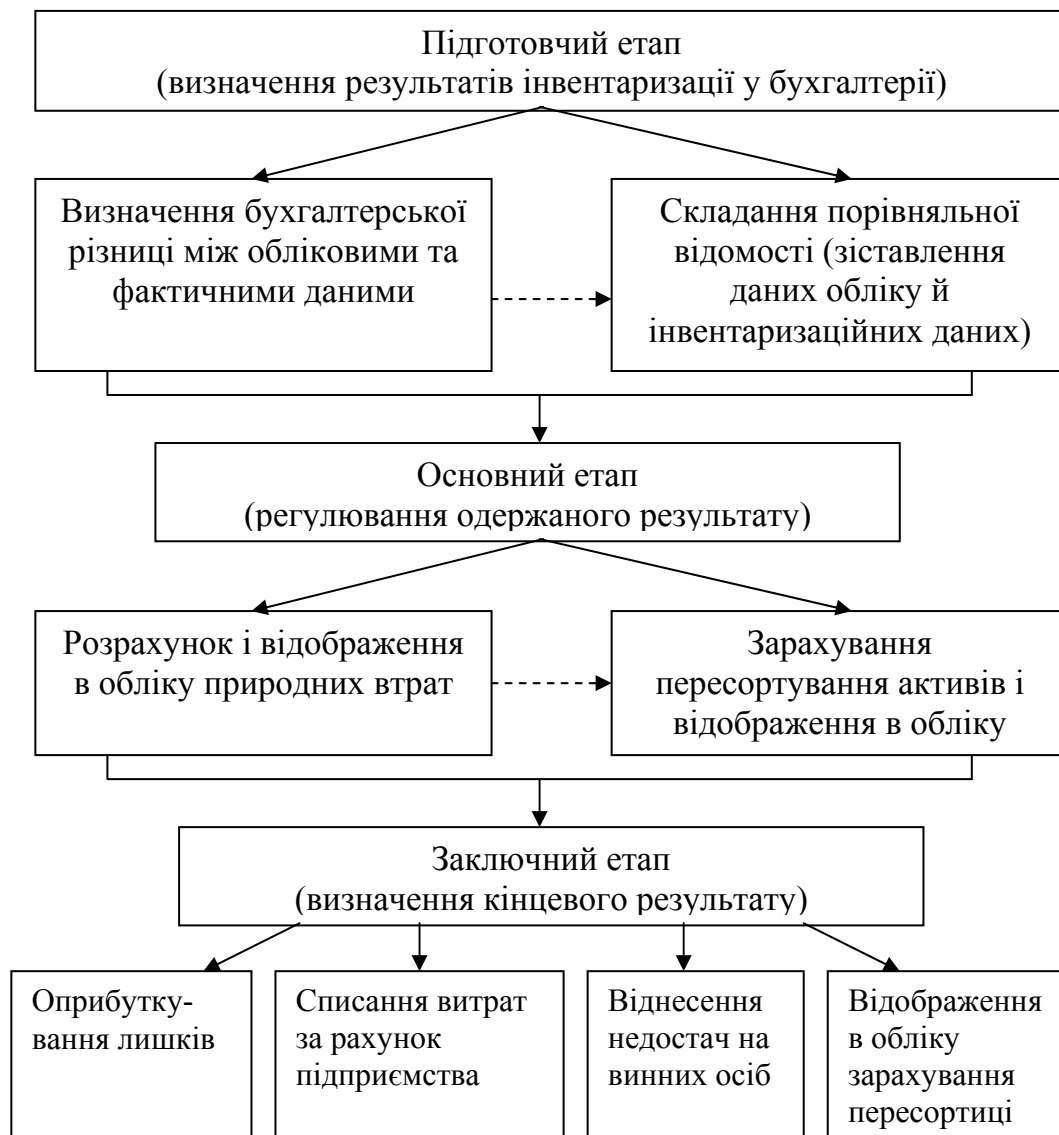 Підготовчий етап
(визначення результатів інвентаризації у бухгалтерії)
Визначення бухгалтерської
різниці між обліковими та
фактичними даними
Складання порівняльної
відомості (зіставлення
даних обліку й
інвентаризаційних даних)
Основний етап
(регулювання одержаного результату)
Розрахунок і відображення
в обліку природних втрат
Зарахування
пересортування активів і
відображення в обліку
Заключний етап
(визначення кінцевого результату)
Оприбутку-
вання лишків
Списання витрат
за рахунок
підприємства
Віднесення
недостач на
винних осіб
Відображення
в обліку
зарахування
пересортиці